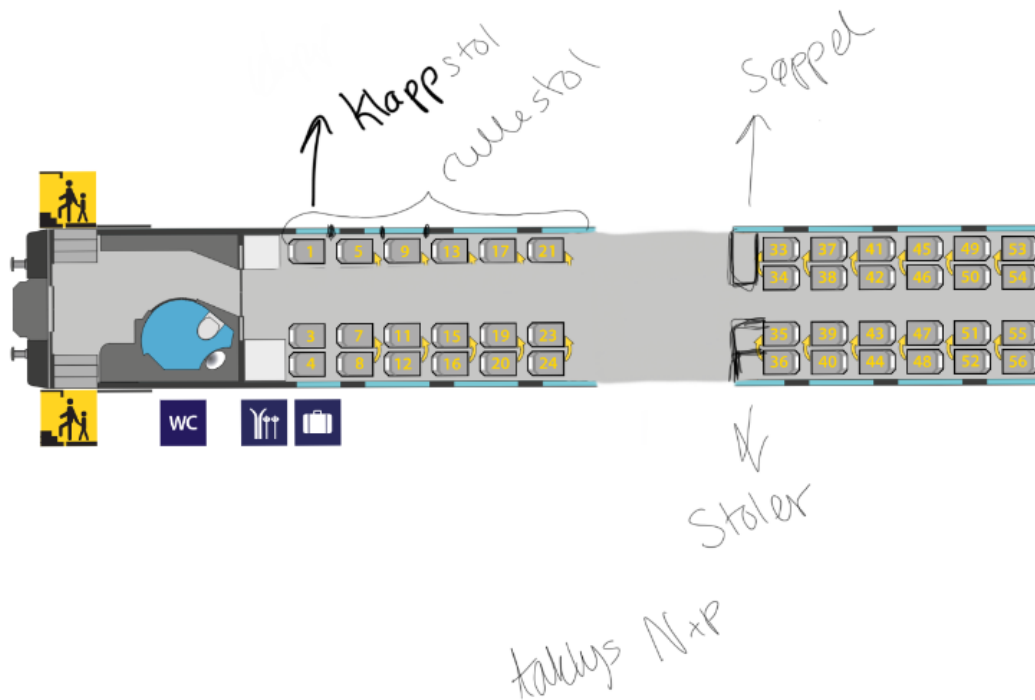 Klappstol
rullestol
Søppel
1 5 9 13 17 21
33 37 41 45 49 53
34 38 42 46 50 54
3 7 11 15 19 23
4 8 12 16 20 24
35 39 43 47 51 55
36 40 44 48 52 56
WC
Stoler
taklys N+P